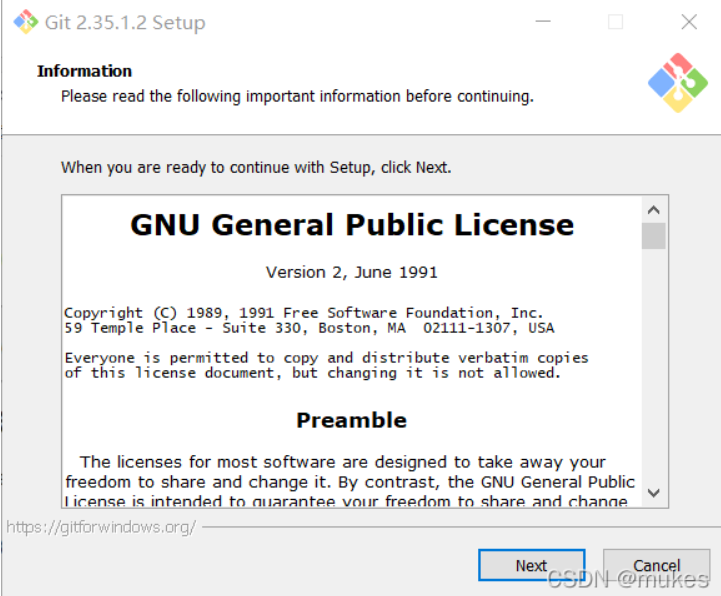 Git 2.35.1.2 Setup
Information
Please read the following important information before continuing.
When you are ready to continue with Setup, click Next.
GNU General Public License
Version 2, June 1991
Copyright (C) 1989, 1991 Free Software Foundation, Inc.
59 Temple Place - Suite 330, Boston, MA  02111-1307, USA
Everyone is permitted to copy and distribute verbatim copies
of this license document, but changing it is not allowed.
Preamble
The licenses for most software are designed to take away your
freedom to share and change it. By contrast, the GNU General Public
License is intended to guarantee your freedom to share and change
https://gitforwindows.org/
Next
Cancel
CSDN @mukes